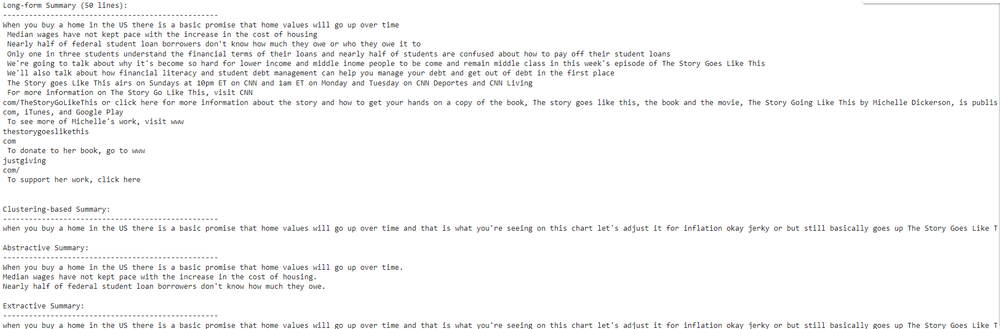 Long-form Summary (50 lines):
--------------------------------------------------
When you buy a home in the US there is a basic promise that home values will go up over time
Median wages have not kept pace with the increase in the cost of housing
Nearly half of federal student loan borrowers don't know how much they owe or who they owe it to
Only one in three students understand the financial terms of their loans and nearly half of students are confused about how to pay off their student loans
We're going to talk about why it's become so hard for lower income and middle inome people to be come and remain middle class in this week's episode of The Story Goes Like This
We'll also talk about how financial literacy and student debt management can help you manage your debt and get out of debt in the first place
The Story goes Like This airs on Sundays at 10pm ET on CNN and 1am ET on Monday and Tuesday on CNN Deportes and CNN Living
For more information on The Story Go Like This, visit CNN
com/TheStoryGoLikeThis or click here for more information about the story and how to get your hands on a copy of the book, The story goes like this, the book and the movie, The Story Going Like This by Michelle Dickerson, is publis
com, iTunes, and Google Play
To see more of Michelle's work, visit www
thestorygoeslikethis
com
To donate to her book, go to www
justgiving
com/
To support her work, click here
Clustering-based Summary:
--------------------------------------------------
when you buy a home in the US there is a basic promise that home values will go up over time and that is what you're seeing on this chart let's adjust it for inflation okay jerky or but still basically goes up The Story Goes Like T
Abstractive Summary:
--------------------------------------------------
When you buy a home in the US there is a basic promise that home values will go up over time.
Median wages have not kept pace with the increase in the cost of housing.
Nearly half of federal student loan borrowers don't know how much they owe.
Extractive Summary:
--------------------------------------------------
when you buy a home in the US there is a basic promise that home values will go up over time and that is what you're seeing on this chart let's adjust it for inflation okay jerky or but still basically goes up The Story Goes Like T